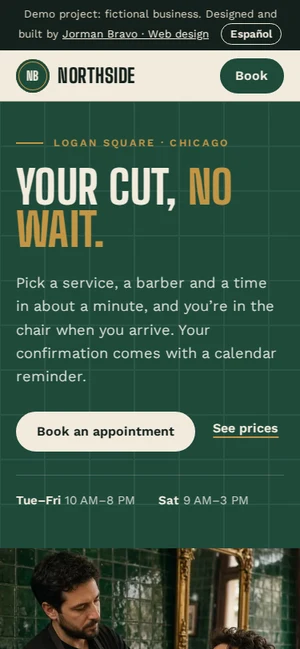 Demo project: fictional business. Designed and
built by Jorman Bravo · Web design Español
NB NORTHSIDE Book
LOGAN SQUARE · CHICAGO
YOUR CUT, NO
WAIT.
Pick a service, a barber and a time
in about a minute, and you’re in the
chair when you arrive. Your
confirmation comes with a calendar
reminder.
Book an appointment See prices
Tue–Fri 10 AM–8 PM Sat 9 AM–3 PM